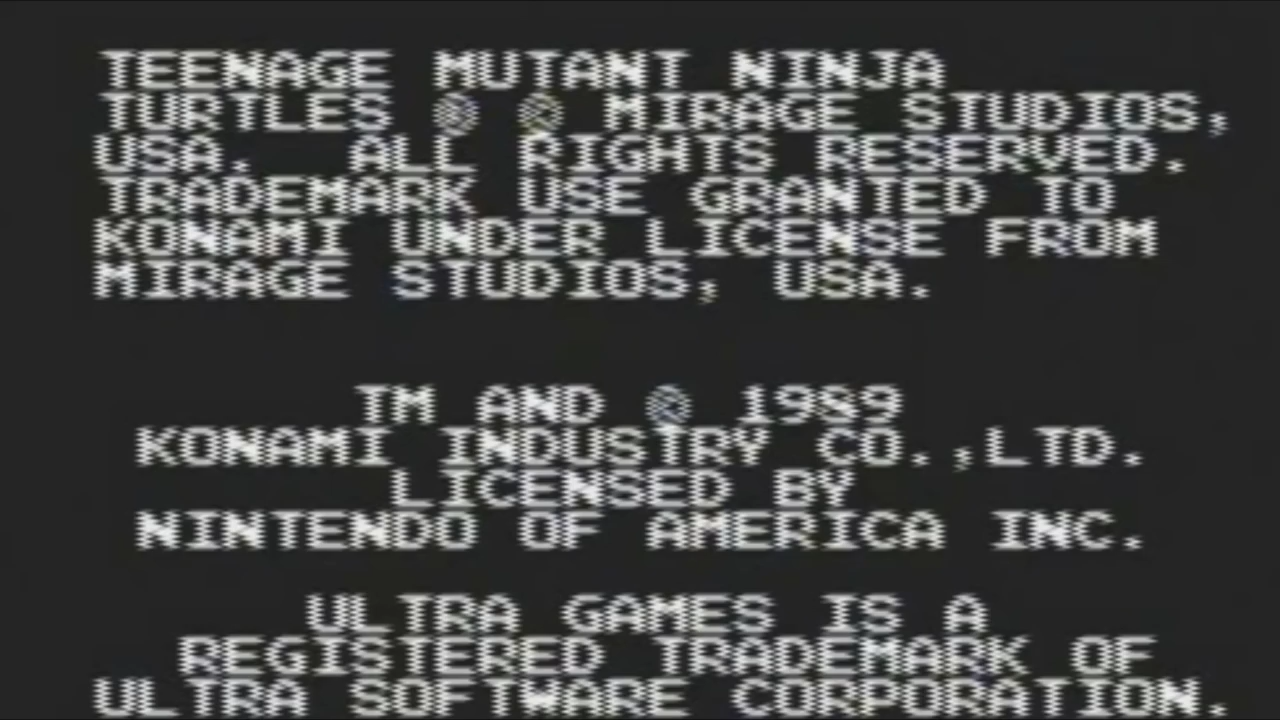 TEENAGE MUTANT NINJA
TURTLES ® © MIRAGE STUDIOS,
USA.  ALL RIGHTS RESERVED.
TRADEMARK USE GRANTED TO
KONAMI UNDER LICENSE FROM
MIRAGE STUDIOS, USA.
TM AND © 1989
KONAMI INDUSTRY CO.,LTD.
LICENSED BY
NINTENDO OF AMERICA INC.
ULTRA GAMES IS A
REGISTERED TRADEMARK OF
ULTRA SOFTWARE CORPORATION.